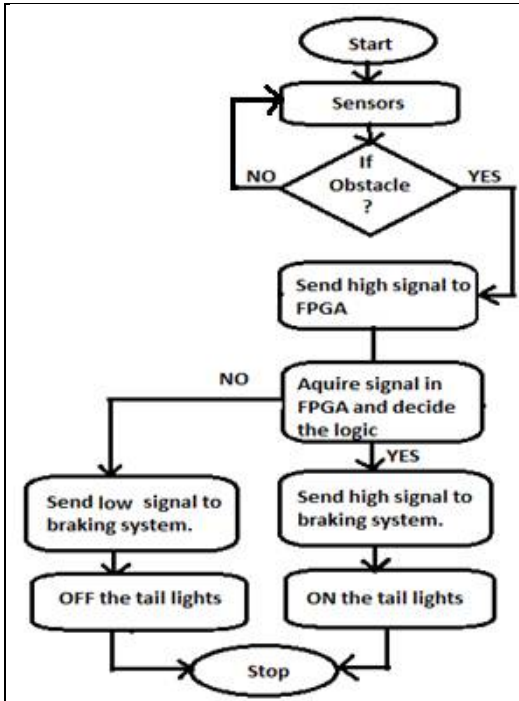 Start
Sensors
If
Obstacle
?
NO
YES
Send high signal to
FPGA
Aquire signal in
FPGA and decide
the logic
NO
YES
Send low signal to
braking system.
Send high signal to
braking system.
OFF the tail lights
ON the tail lights
Stop